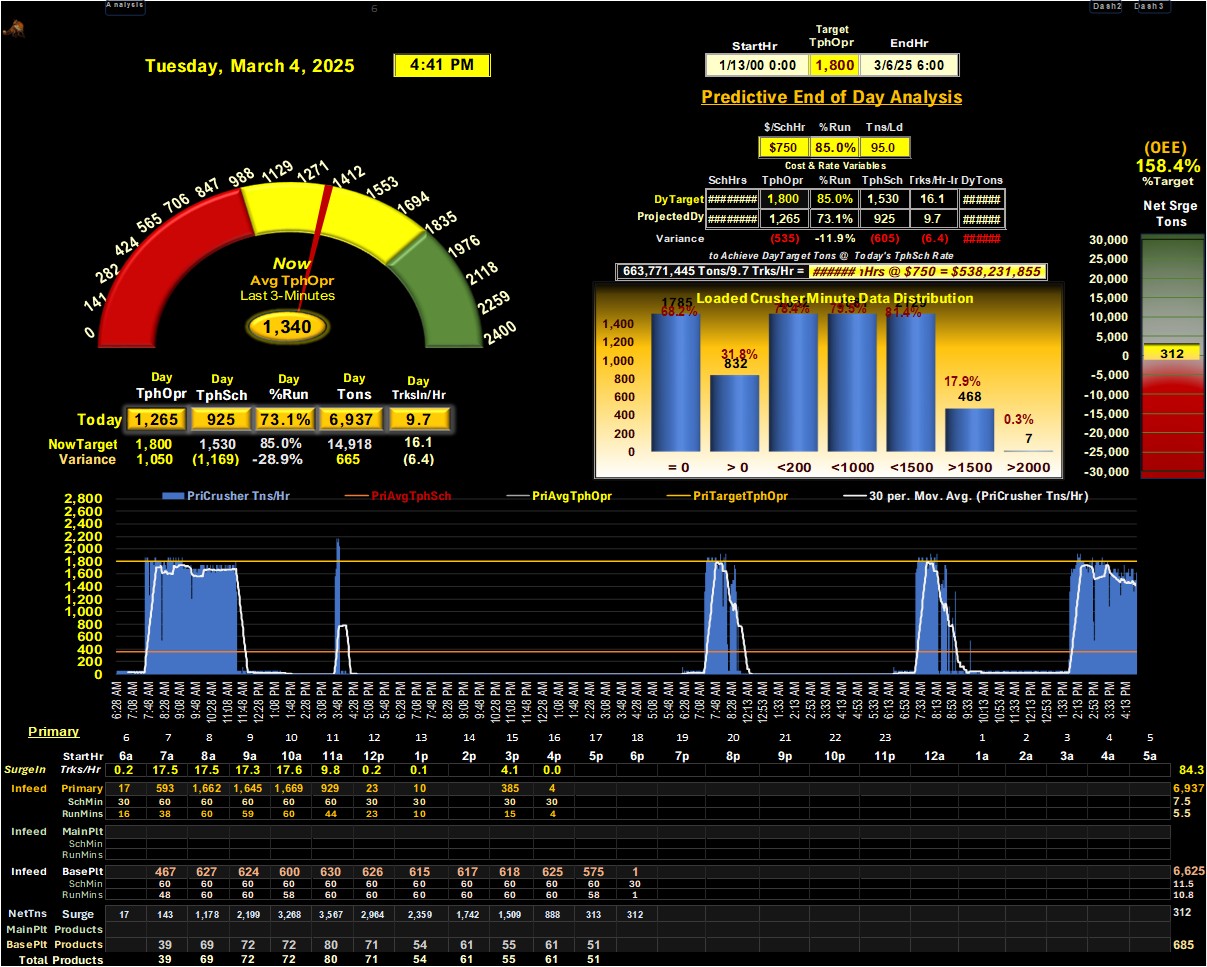 Analysis
6
Dash2 Dash3
Tuesday, March 4, 2025
4:41 PM
StartHr Target TphOpr EndHr
1/13/00 0:00 1,800 3/6/25 6:00
Predictive End of Day Analysis
$/SchHr %Run Tns/Ld
$750 85.0% 95.0
Cost & Rate Variables
SchHrs TphOpr %Run TphSch Trks/Hr-Ir DyTons
DyTarget ######## 1,800 85.0% 1,530 16.1 ######
ProjectedDy ######## 1,265 73.1% 925 9.7 ######
Variance (535) -11.9% (605) (6.4) ######
to Achieve DayTarget Tons @ Today's TphSch Rate
663,771,445 Tons/9.7 Trks/Hr = ###### Hrs @ $750 = $538,231,855
(OEE)
158.4%
%Target
Net Srge
Tons
30,000
25,000
20,000
15,000
10,000
5,000
0
-5,000
-10,000
-15,000
-20,000
-25,000
-30,000
312
0 141 282 424 565 706 847 988 1129 1271 1412 1553 1694 1835 1976 2118 2259 2400
Now
Avg TphOpr
Last 3-Minutes
1,340
Day TphOpr Day TphSch Day %Run Day Tons Day TrksIn/Hr
Today 1,265 925 73.1% 6,937 9.7
NowTarget 1,800 1,530 85.0% 14,918 16.1
Variance 1,050 (1,169) -28.9% 665 (6.4)
Loaded Crusher Minute Data Distribution
1785
68.2% 78.4% 75.5% 81.4%
31.8%
832
17.9%
468
0.3%
7
1,400
1,200
1,000
800
600
400
200
0
= 0 > 0 <200 <1000 <1500 >1500 >2000
PriCrusher Tns/Hr PriAvgTphSch PriAvgTphOpr PriTargetTphOpr 30 per. Mov. Avg. (PriCrusher Tns/Hr)
2,800
2,600
2,400
2,200
2,000
1,800
1,600
1,400
1,200
1,000
800
600
400
200
0
6:28 AM 7:08 AM 7:48 AM 8:28 AM 9:08 AM 9:48 AM 10:28 AM 11:08 AM 11:48 AM 12:28 PM 1:08 PM 1:48 PM 2:28 PM 3:08 PM 3:48 PM 4:28 PM 5:08 PM 5:48 PM 6:28 PM 7:08 PM 7:48 PM 8:28 PM 9:08 PM 9:48 PM 10:28 PM 11:08 PM 11:48 PM 12:28 AM 1:08 AM 1:48 AM 2:28 AM 3:08 AM 3:48 AM 4:28 AM 5:08 AM 5:48 AM 6:28 AM 7:08 AM 7:48 AM 8:28 AM
12:13 AM 12:53 PM 1:33 PM 2:13 PM 2:53 PM 3:33 PM 4:13 PM 4:53 PM 5:33 PM 6:13 PM 6:53 PM 7:33 AM 8:13 AM 8:53 AM 9:33 AM 10:13 AM 10:53 AM 11:33 AM 12:13 PM 12:53 PM 1:33 PM 2:13 PM 2:53 PM 3:33 PM 4:13 PM
Primary 6 7 8 9 10 11 12 13 14 15 16 17 18 19 20 21 22 23 1 2 3 4 5
StartHr 6a 7a 8a 9a 10a 11a 12p 1p 2p 3p 4p 5p 6p 7p 8p 9p 10p 11p 12a 1a 2a 3a 4a 5a
SurgeIn Trks/Hr 0.2 17.5 17.5 17.3 17.6 9.8 0.2 0.1 4.1 0.0 84.3
Infeed Primary 17 593 1,662 1,645 1,669 929 23 10 385 4 6,937
SchMin 30 60 60 60 60 60 30 30 30 30 7.5
RunMins 16 38 60 59 60 44 23 10 15 4 5.5
Infeed MainPlt
SchMin
RunMins
Infeed BasePlt 467 627 624 600 630 626 615 617 618 625 575 1 6,625
SchMin 60 60 60 60 60 60 60 60 60 60 60 30 11.5
RunMins 48 60 60 58 60 60 60 60 60 60 58 1 10.8
NetTns Surge 17 143 1,178 2,199 3,268 3,567 2,964 2,359 1,742 1,509 888 313 312 312
MainPlt Products
BasePlt Products 39 69 72 72 80 71 54 61 55 61 51 685
Total Products 39 69 72 72 80 71 54 61 55 61 51